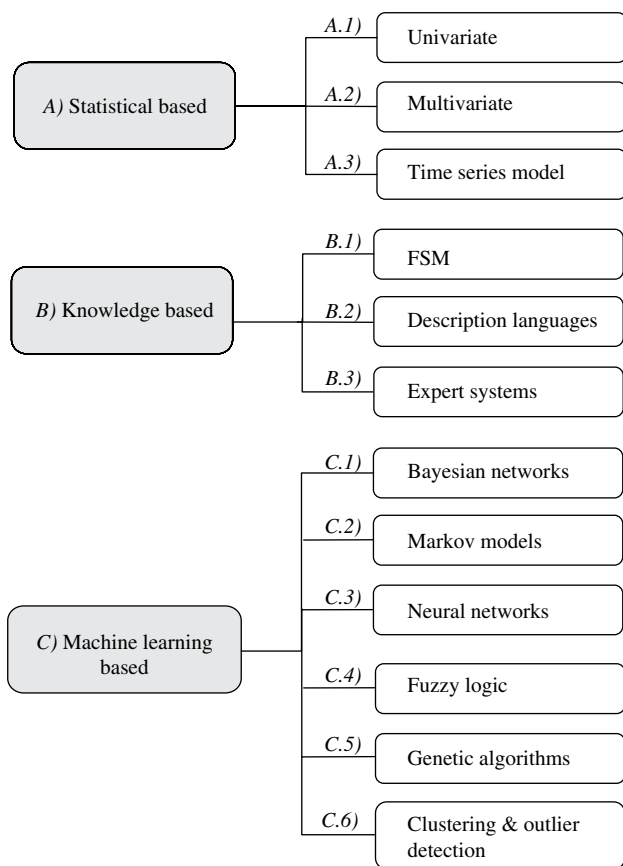 A.1)
Univariate
A) Statistical based
A.2)
Multivariate
A.3)
Time series model
B.1)
FSM
B) Knowledge based
B.2)
Description languages
B.3)
Expert systems
C.1)
Bayesian networks
C.2)
Markov models
C.3)
Neural networks
C) Machine learning
based
C.4)
Fuzzy logic
C.5)
Genetic algorithms
C.6)
Clustering & outlier
detection